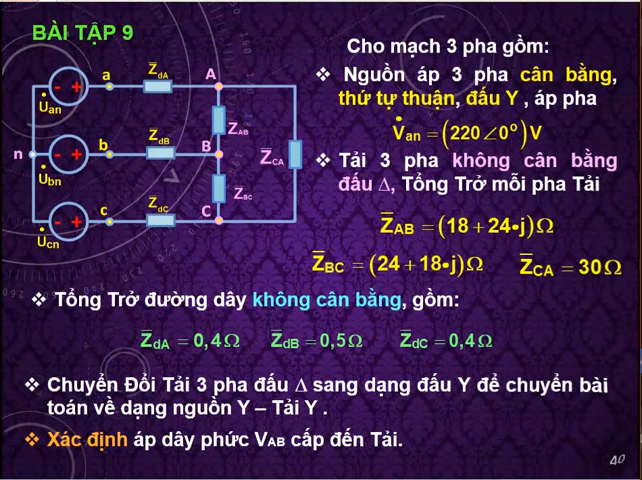 BÀI TẬP 9
Cho mạch 3 pha gồm:
❖ Nguồn áp 3 pha cân bằng,
thứ tự thuận, đấu Y , áp pha
V̇an = (220∠0°)V
❖ Tải 3 pha không cân bằng
đấu ∆, Tổng Trở mỗi pha Tải
Z̅AB = (18 + 24•j)Ω
Z̅BC = (24 + 18•j)Ω Z̅CA = 30Ω
a Z̅dA A
- +
U̇an
ZAB
n b Z̅dB B Z̅CA
- +
U̇bn
Z̅BC
c Z̅dC C
- +
U̇cn
❖ Tổng Trở đường dây không cân bằng, gồm:
Z̅dA = 0,4Ω Z̅dB = 0,5Ω Z̅dC = 0,4Ω
❖ Chuyển Đổi Tải 3 pha đấu ∆ sang dạng đấu Y để chuyển bài
toán về dạng nguồn Y – Tải Y .
❖ Xác định áp dây phức VAB cấp đến Tải.
40